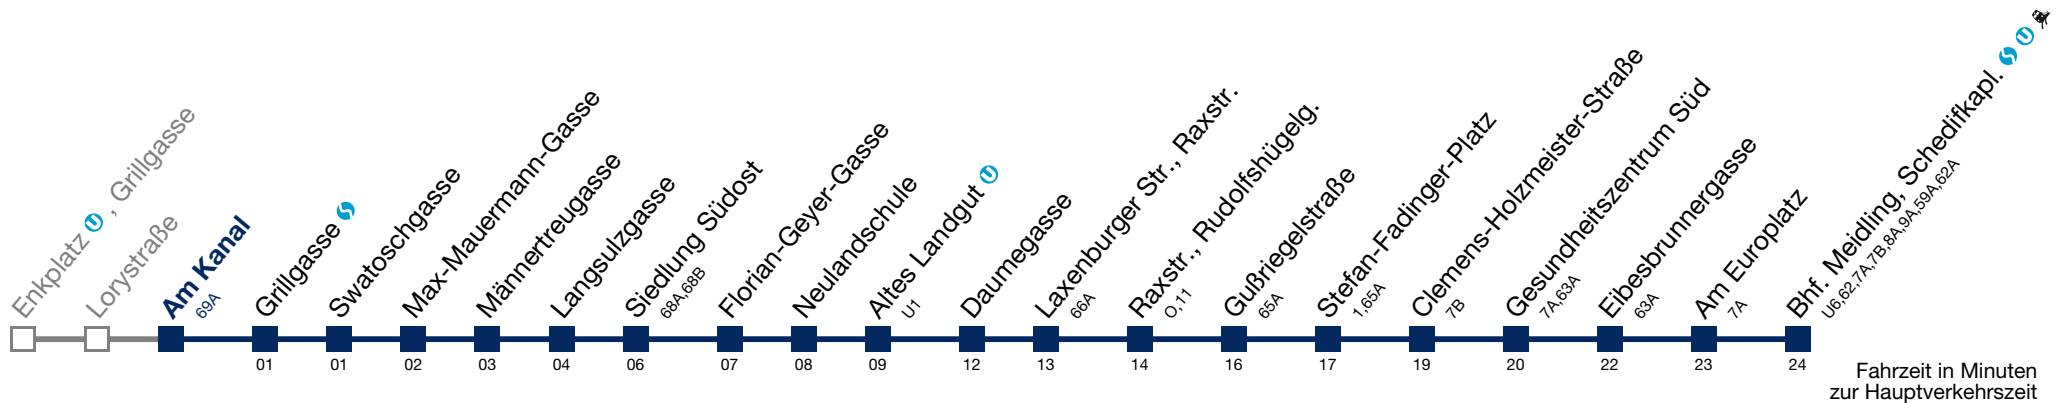 Enkplatz U , Grillgasse
Lorystraße
Am Kanal
69A
Grillgasse S
Swatoschgasse
Max-Mauermann-Gasse
Männertreugasse
Langsulzgasse
Siedlung Südost
68A,68B
Florian-Geyer-Gasse
Neulandschule
Altes Landgut U
U1
Daumegasse
Laxenburger Str., Raxstr.
66A
Raxstr., Rudolfshügelg.
O,11
Gußriegelstraße
65A
Stefan-Fadinger-Platz
1,65A
Clemens-Holzmeister-Straße
7B
Gesundheitszentrum Süd
7A,63A
Eibesbrunnergasse
63A
Am Europlatz
7A
Bhf. Meidling, Schedifkapl. S U
U6,62,7A,7B,8A,9A,59A,62A
01 01 02 03 04 06 07 08 09 12 13 14 16 17 19 20 22 23 24
Fahrzeit in Minuten
zur Hauptverkehrszeit